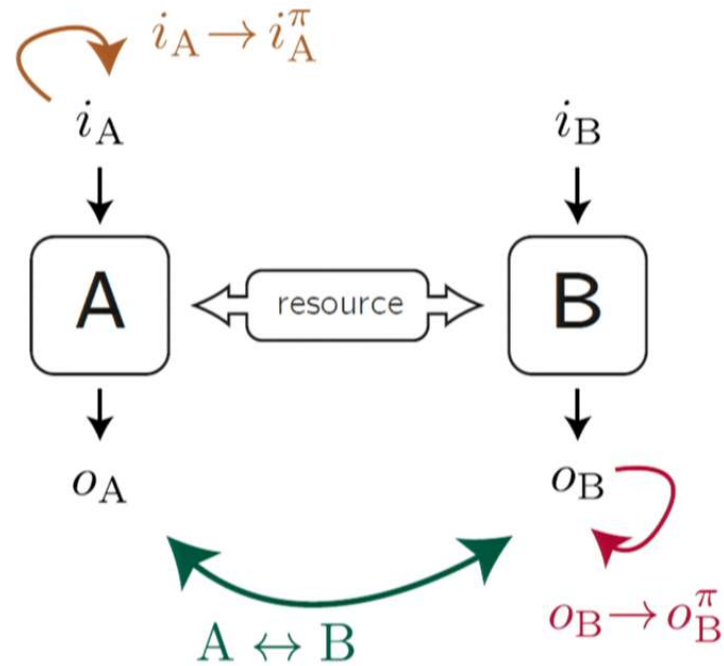 i_A → i_A^π
i_A i_B
A resource B
o_A o_B
o_B → o_B^π
A ↔ B